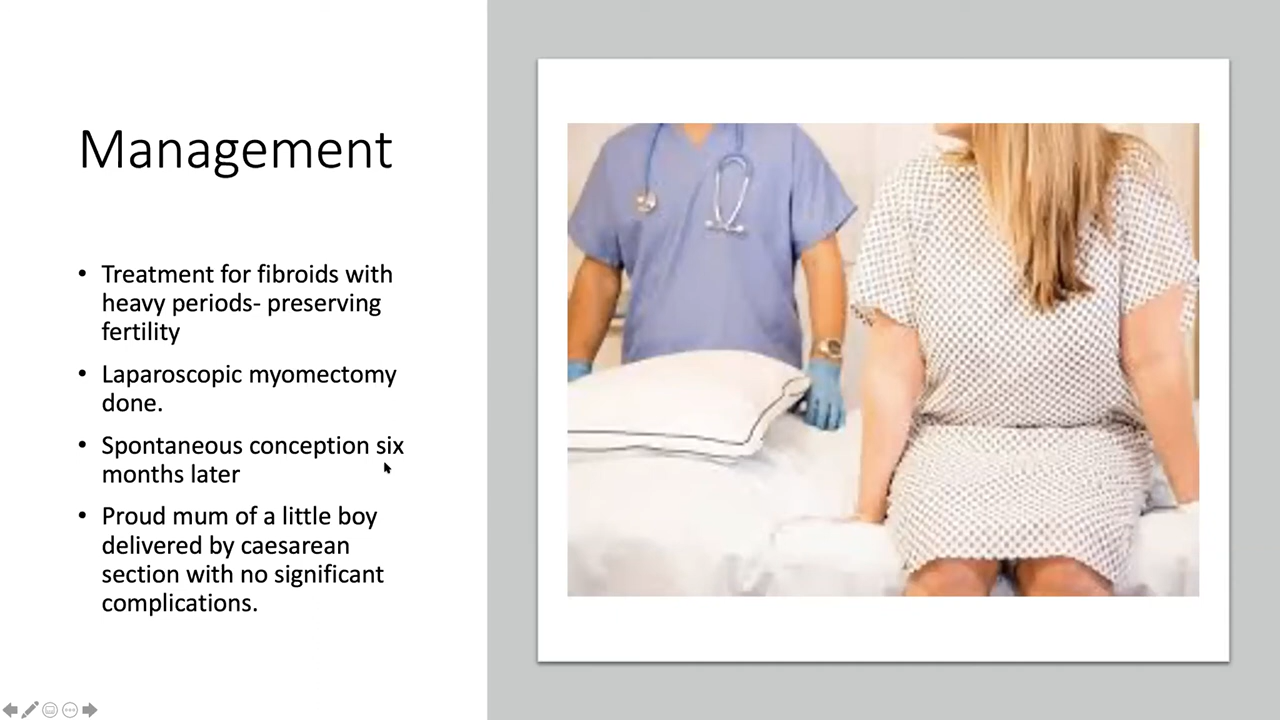 Management
• Treatment for fibroids with
heavy periods- preserving
fertility
• Laparoscopic myomectomy
done.
• Spontaneous conception six
months later
• Proud mum of a little boy
delivered by caesarean
section with no significant
complications.